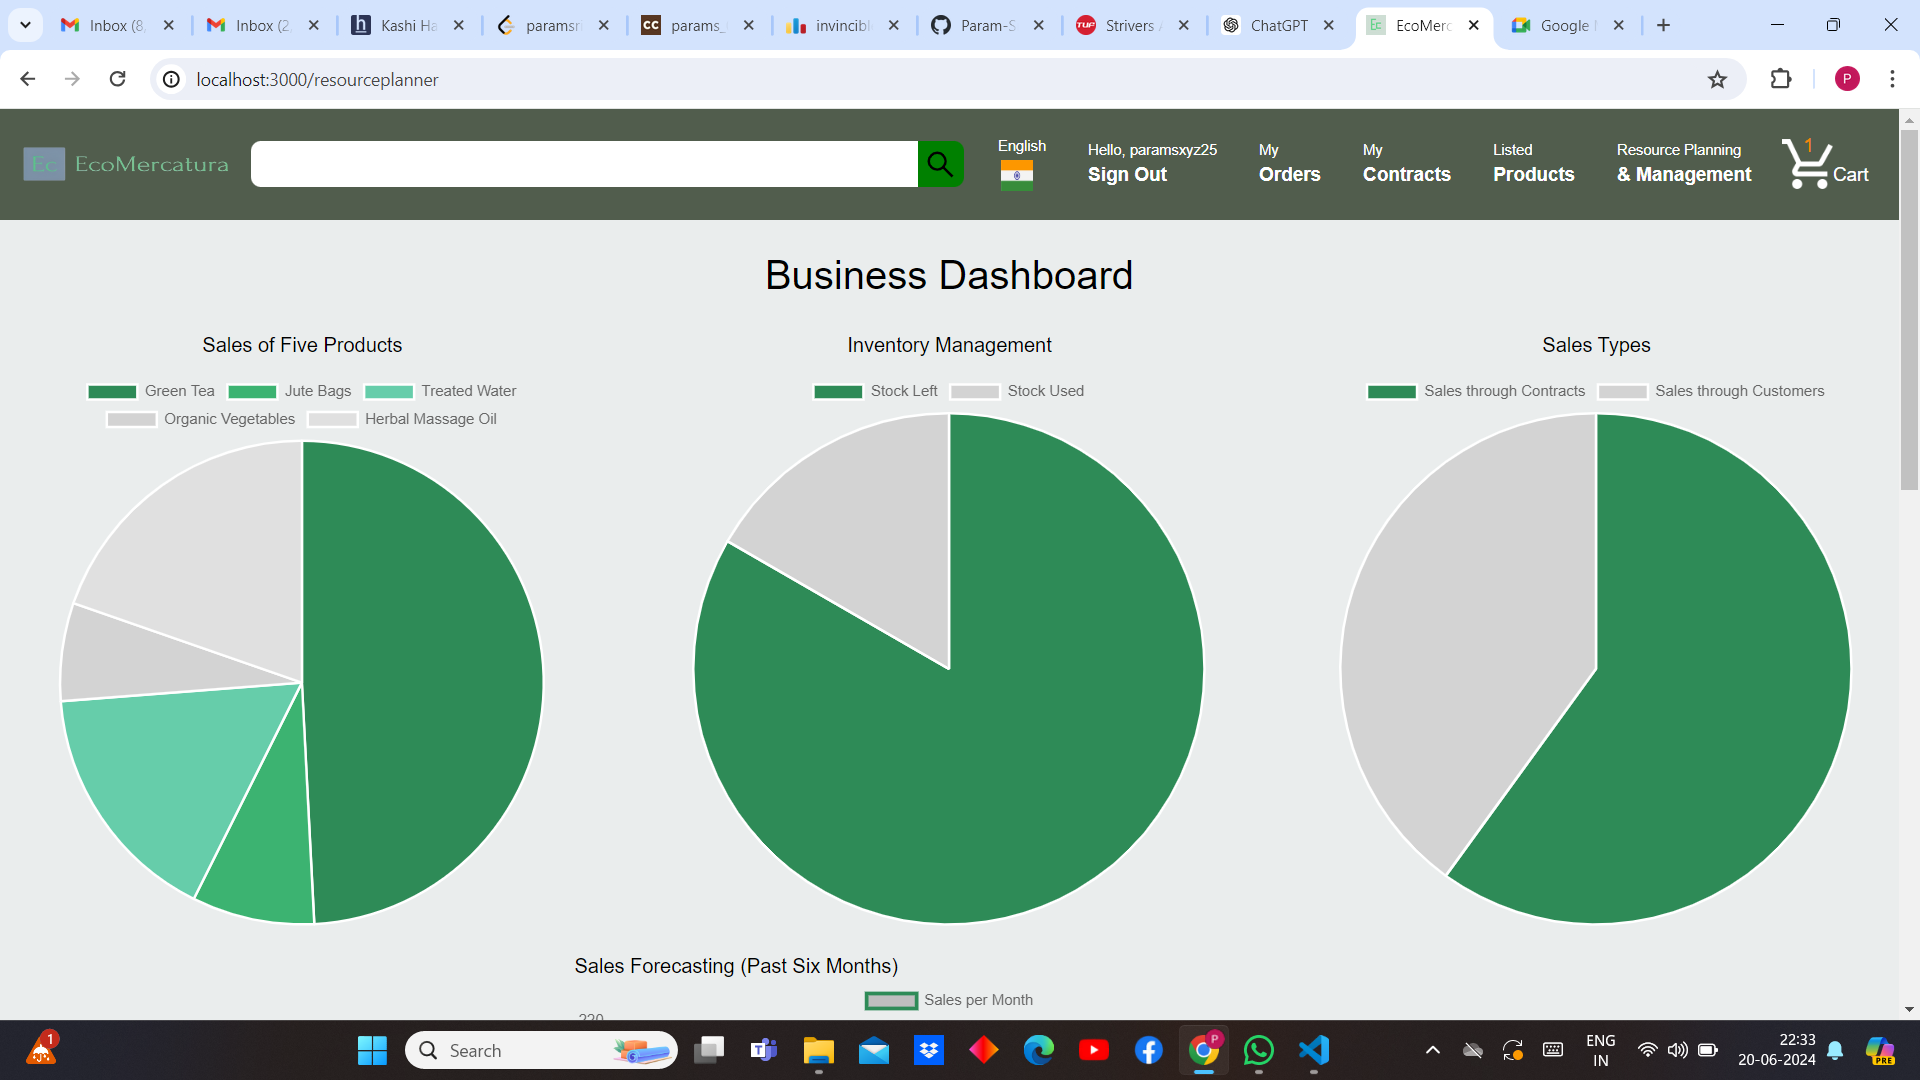 Inbox (8,
Inbox (2
Kashi Ha
paramsri
params_
invincibl
Param-S
Strivers
ChatGPT
EcoMerc
Google
localhost:3000/resourceplanner
P
Ec EcoMercatura
English
Hello, paramsxyz25
Sign Out
My
Orders
My
Contracts
Listed
Products
Resource Planning
& Management
1
Cart
Business Dashboard
Sales of Five Products
Green Tea Jute Bags Treated Water
Organic Vegetables Herbal Massage Oil
Inventory Management
Stock Left Stock Used
Sales Types
Sales through Contracts Sales through Customers
Sales Forecasting (Past Six Months)
Sales per Month
220
1
Search
ENG
IN
22:33
20-06-2024
PRE